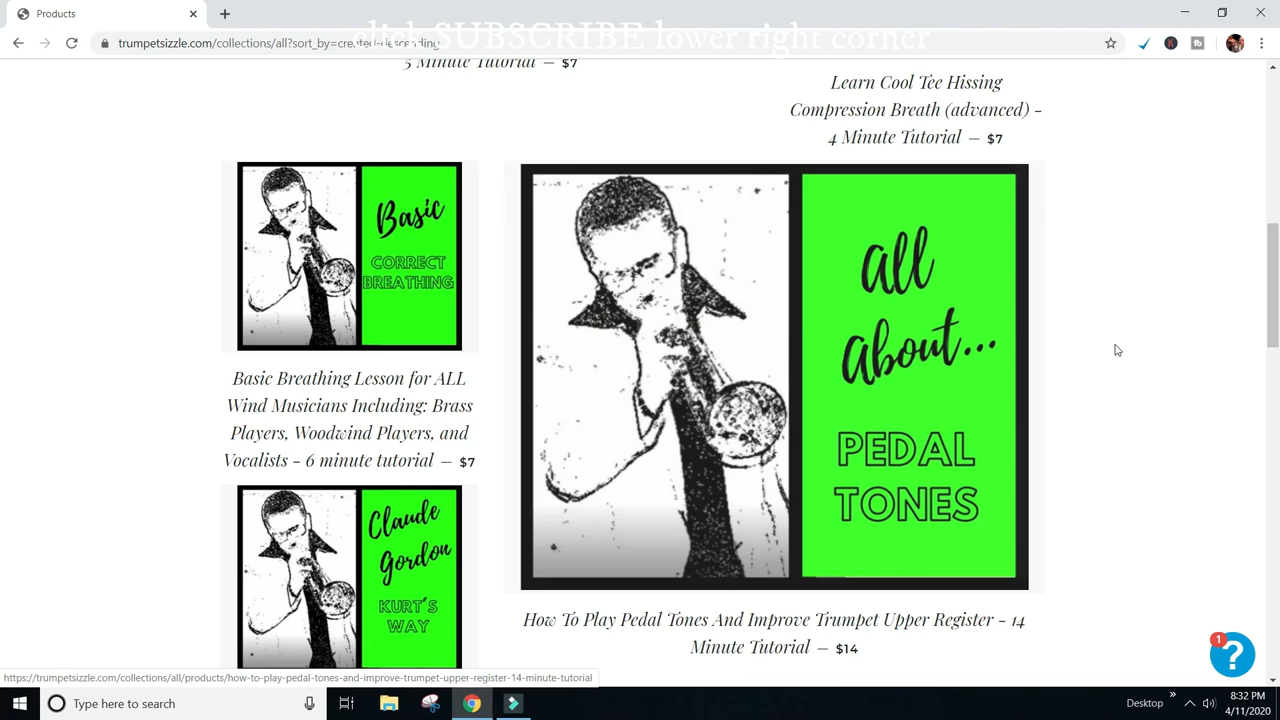 Products
click SUBSCRIBE lower right corner
trumpetsizzle.com/collections/all?sort_by=created-descending
5 Minute Tutorial — $7
Learn Cool Tee Hissing
Compression Breath (advanced) -
4 Minute Tutorial — $7
Basic
CORRECT
BREATHING
All
About...
PEDAL
TONES
Basic Breathing Lesson for ALL
Wind Musicians Including: Brass
Players, Woodwind Players, and
Vocalists - 6 minute tutorial — $7
Claude
Gordon
KURT'S
WAY
How To Play Pedal Tones And Improve Trumpet Upper Register - 14
Minute Tutorial — $14
1
?
https://trumpetsizzle.com/collections/all/products/how-to-play-pedal-tones-and-improve-trumpet-upper-register-14-minute-tutorial
Type here to search
Desktop
8:32 PM
4/11/2020